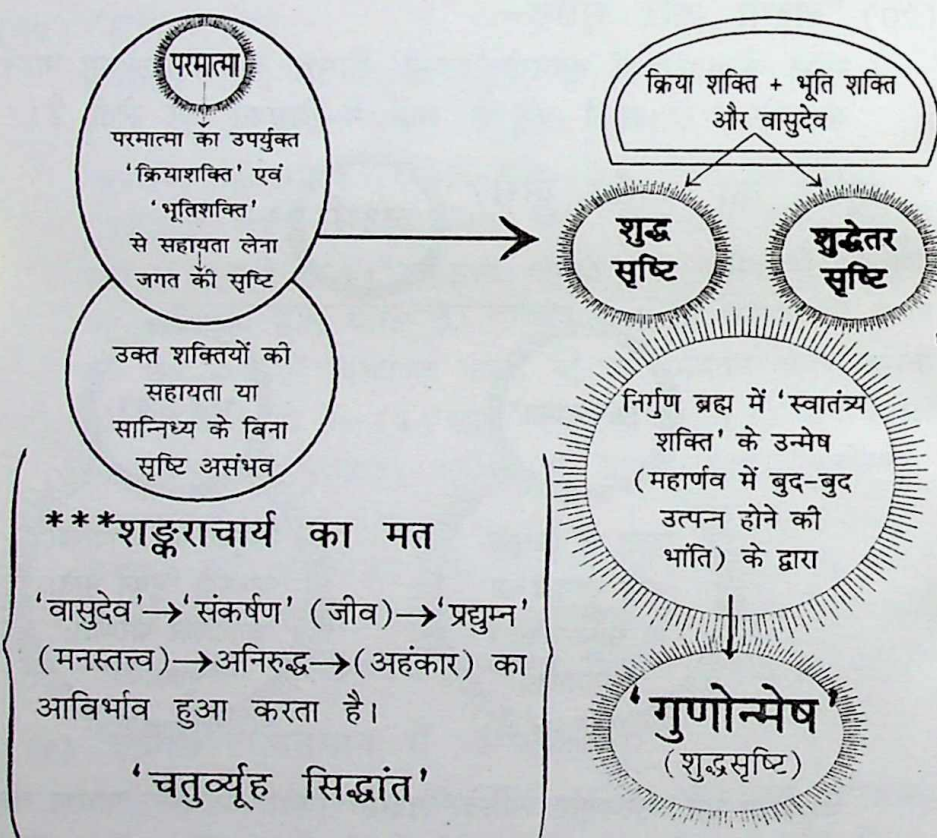 परमात्मा
परमात्मा का उपर्युक्त
'क्रियाशक्ति' एवं
'भूतिशक्ति'
से सहायता लेना
जगत की सृष्टि
उक्त शक्तियों की
सहायता या
सान्निध्य के बिना
सृष्टि असंभव
***शङ्कराचार्य का मत
'वासुदेव'→'संकर्षण' (जीव)→'प्रद्युम्न'
(मनस्तत्त्व)→अनिरुद्ध→(अहंकार) का
आविर्भाव हुआ करता है।
'चतुर्व्यूह सिद्धांत'
क्रिया शक्ति + भूति शक्ति
और वासुदेव
शुद्ध
सृष्टि
शुद्धेतर
सृष्टि
निर्गुण ब्रह्म में 'स्वातंत्र्य
शक्ति' के उन्मेष
(महार्णव में बुद-बुद
उत्पन्न होने की
भांति) के द्वारा
'गुणोन्मेष'
(शुद्धसृष्टि)